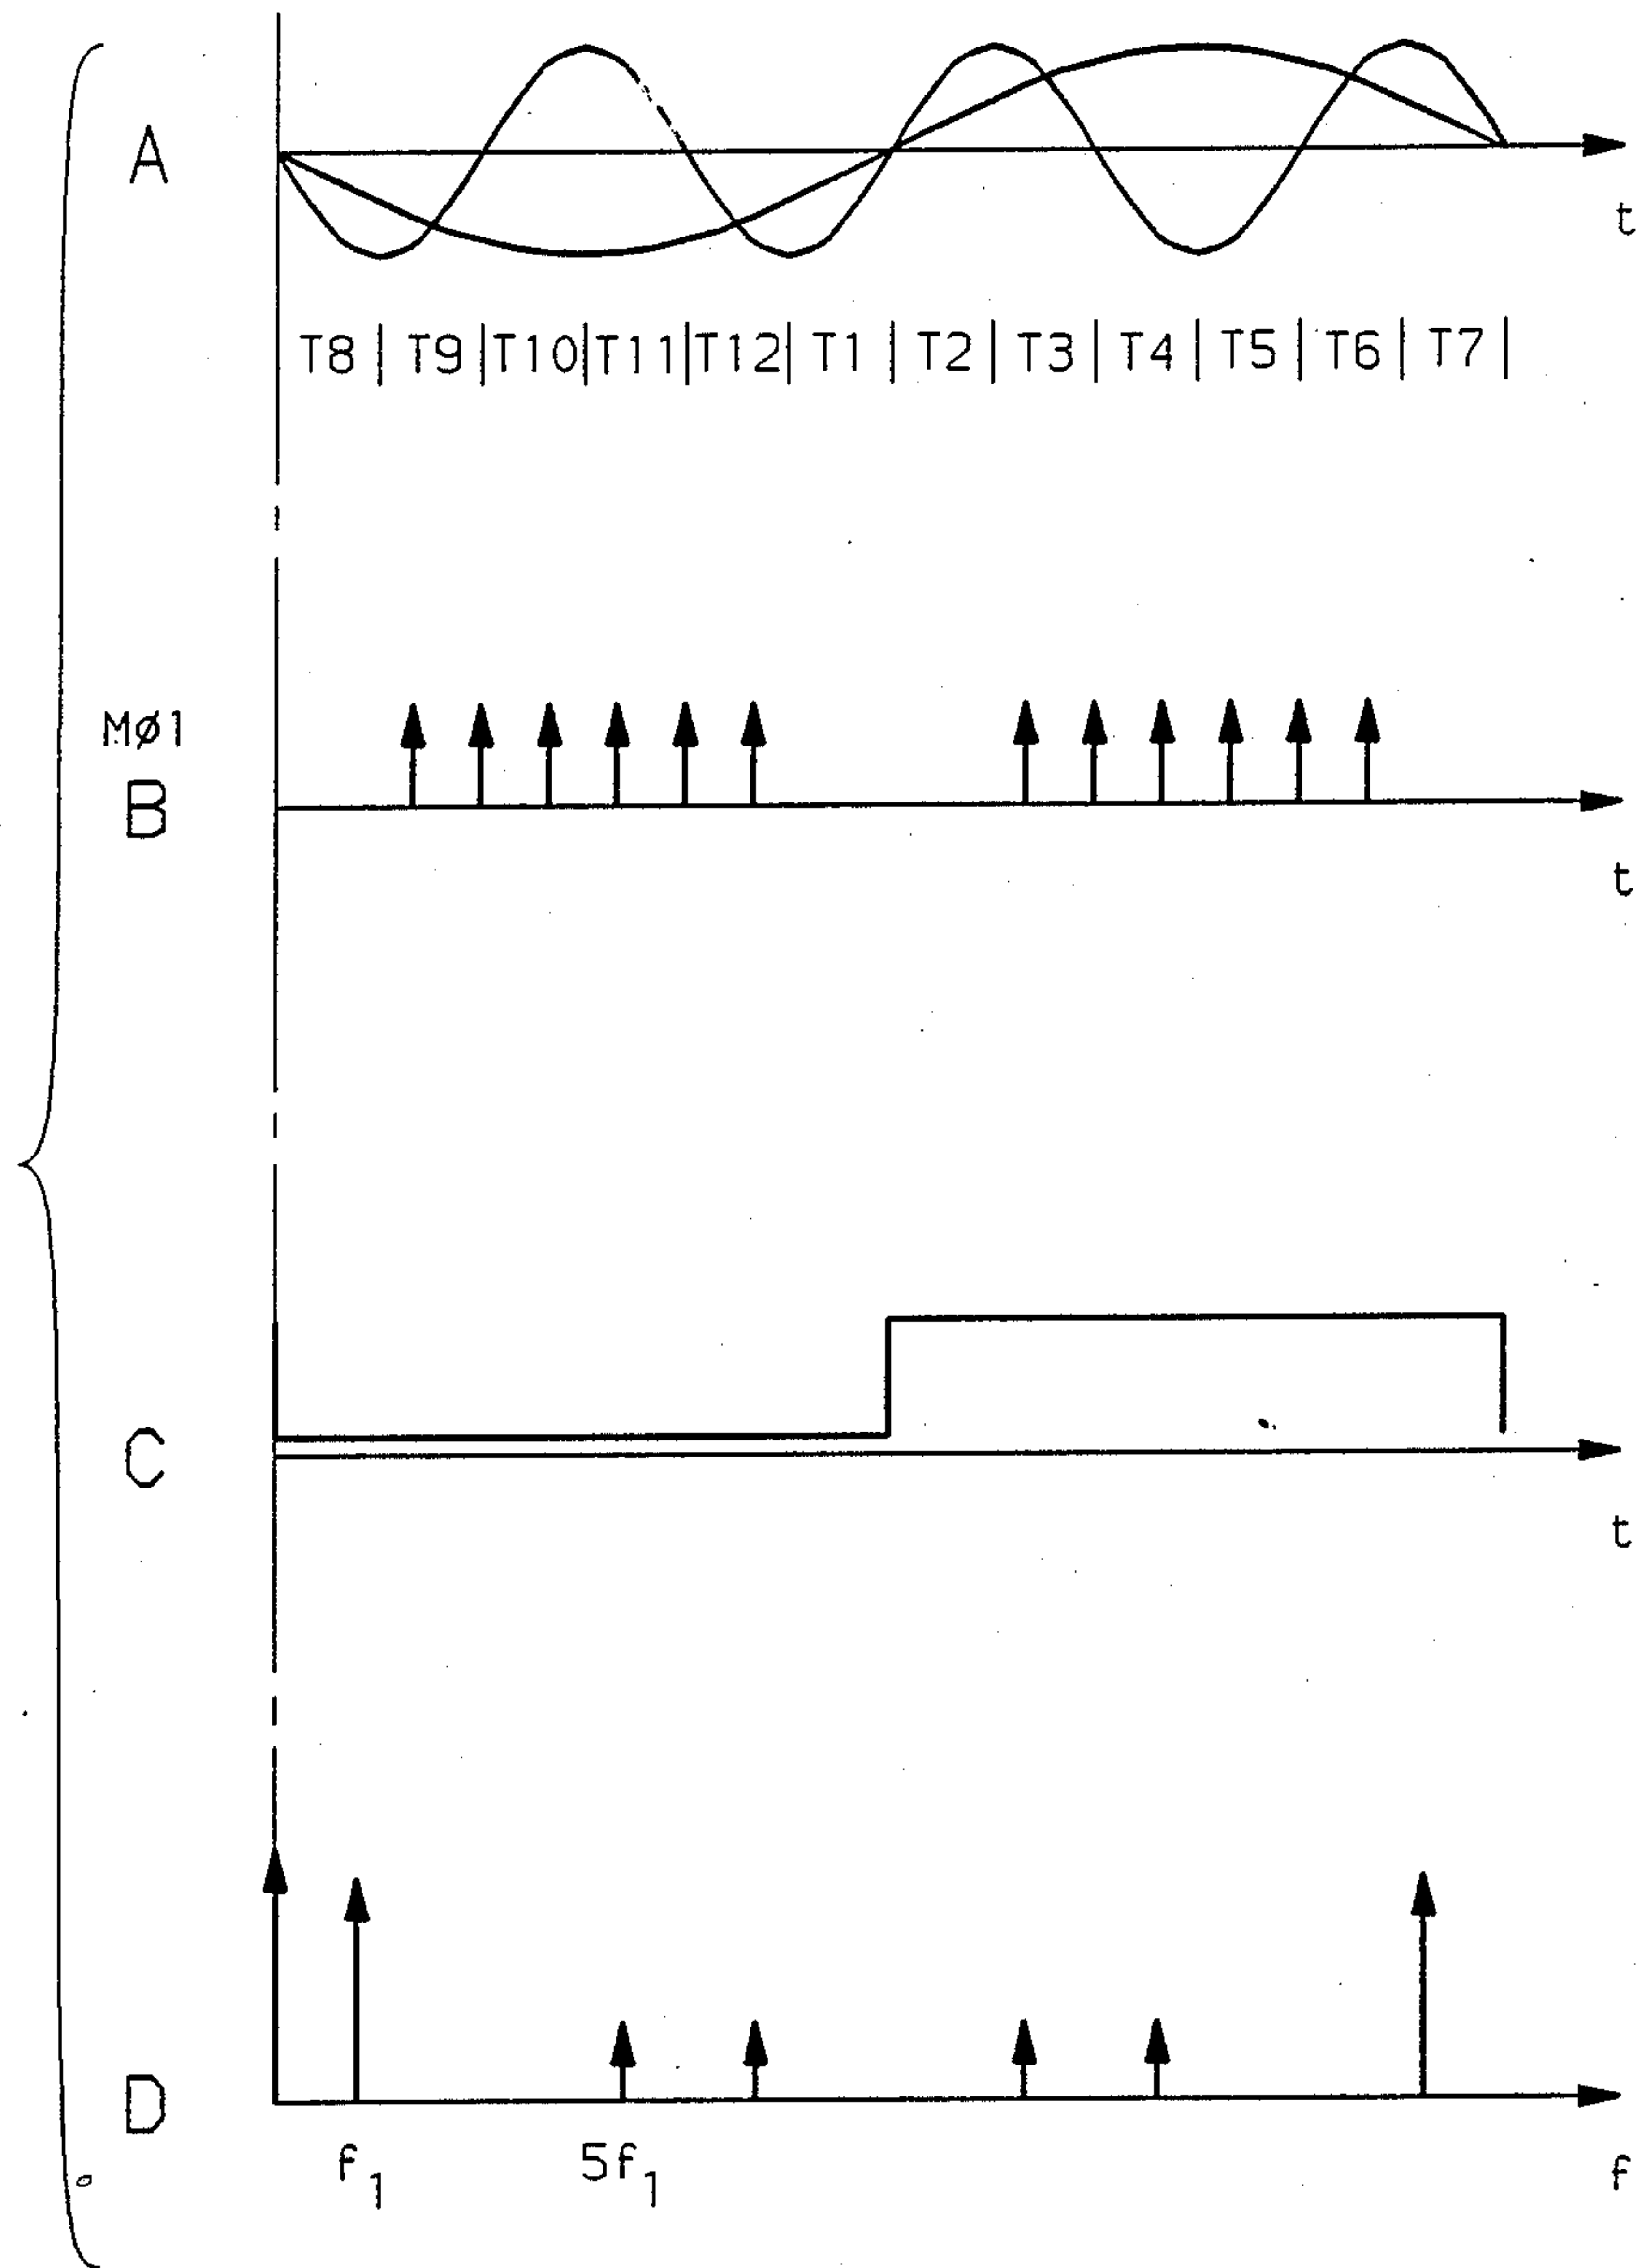 A
t
T8 | T9 | T10 | T11 | T12 | T1 | T2 | T3 | T4 | T5 | T6 | T7 |
Mø1
B
t
C
t
D
f1
5f1
f